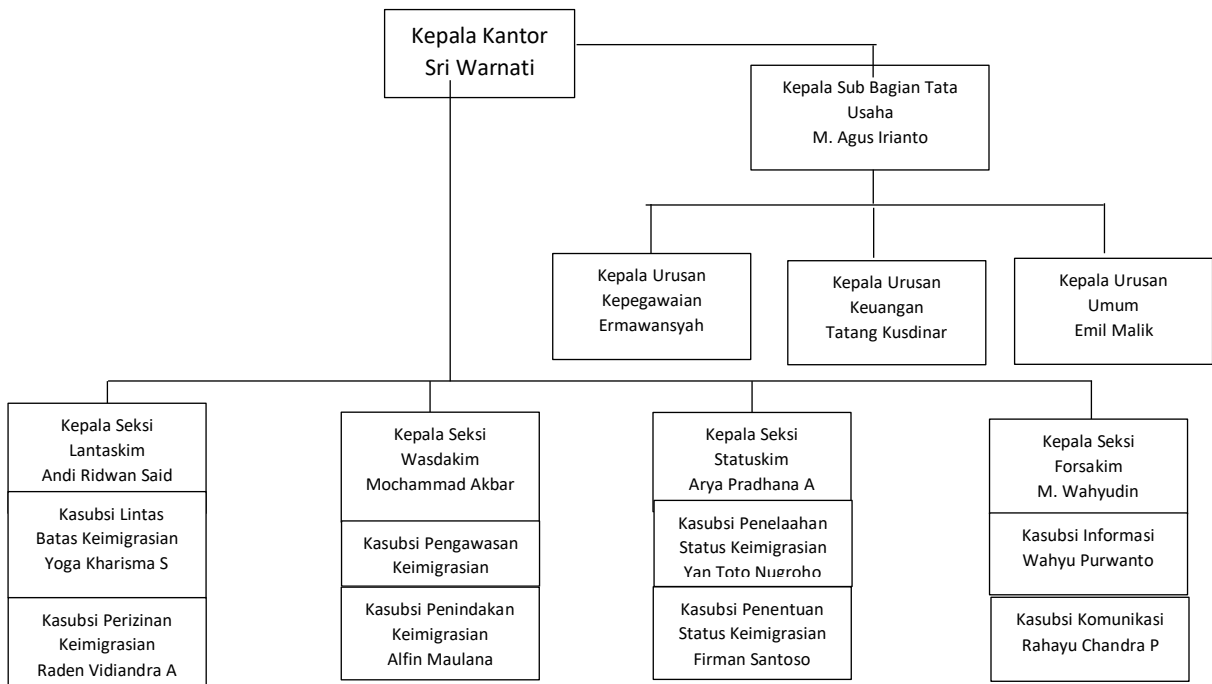 Kepala Kantor
Sri Warnati
Kepala Sub Bagian Tata
Usaha
M. Agus Irianto
Kepala Urusan
Kepegawaian
Ermawansyah
Kepala Urusan
Keuangan
Tatang Kusdinar
Kepala Urusan
Umum
Emil Malik
Kepala Seksi
Lantaskim
Andi Ridwan Said
Kasubsi Lintas
Batas Keimigrasian
Yoga Kharisma S
Kasubsi Perizinan
Keimigrasian
Raden Vidiandra A
Kepala Seksi
Wasdakim
Mochammad Akbar
Kasubsi Pengawasan
Keimigrasian
Kasubsi Penindakan
Keimigrasian
Alfin Maulana
Kepala Seksi
Statuskim
Arya Pradhana A
Kasubsi Penelaahan
Status Keimigrasian
Yan Toto Nugroho
Kasubsi Penentuan
Status Keimigrasian
Firman Santoso
Kepala Seksi
Forsakim
M. Wahyudin
Kasubsi Informasi
Wahyu Purwanto
Kasubsi Komunikasi
Rahayu Chandra P